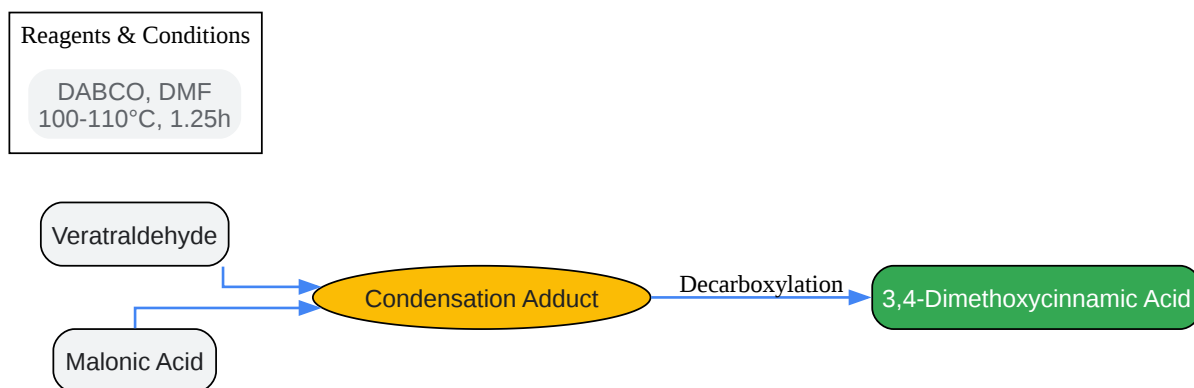 Reagents & Conditions
DABCO, DMF
100-110°C, 1.25h
Veratraldehyde
Condensation Adduct
Decarboxylation
3,4-Dimethoxycinnamic Acid
Malonic Acid